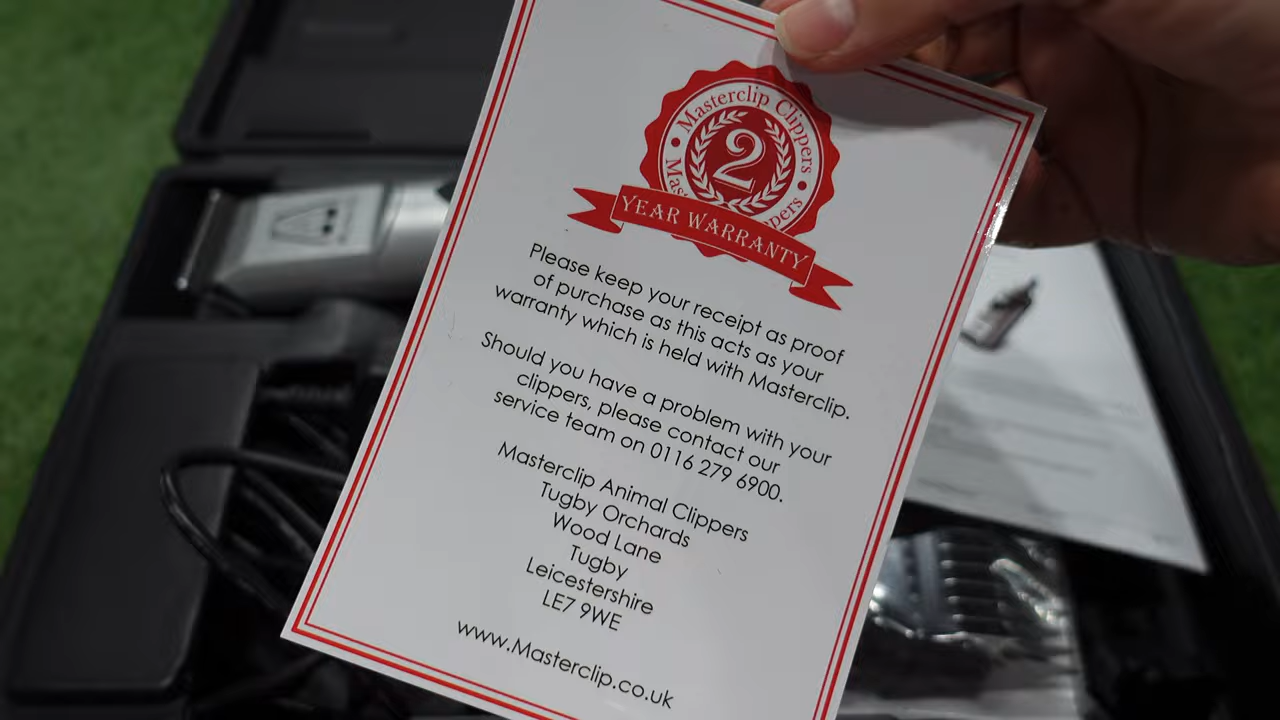 Masterclip Clippers
2
YEAR WARRANTY
Please keep your receipt as proof
of purchase as this acts as your
warranty which is held with Masterclip.
Should you have a problem with your
clippers, please contact our
service team on 0116 279 6900.
Masterclip Animal Clippers
Tugby Orchards
Wood Lane
Tugby
Leicestershire
LE7 9WE
www.Masterclip.co.uk